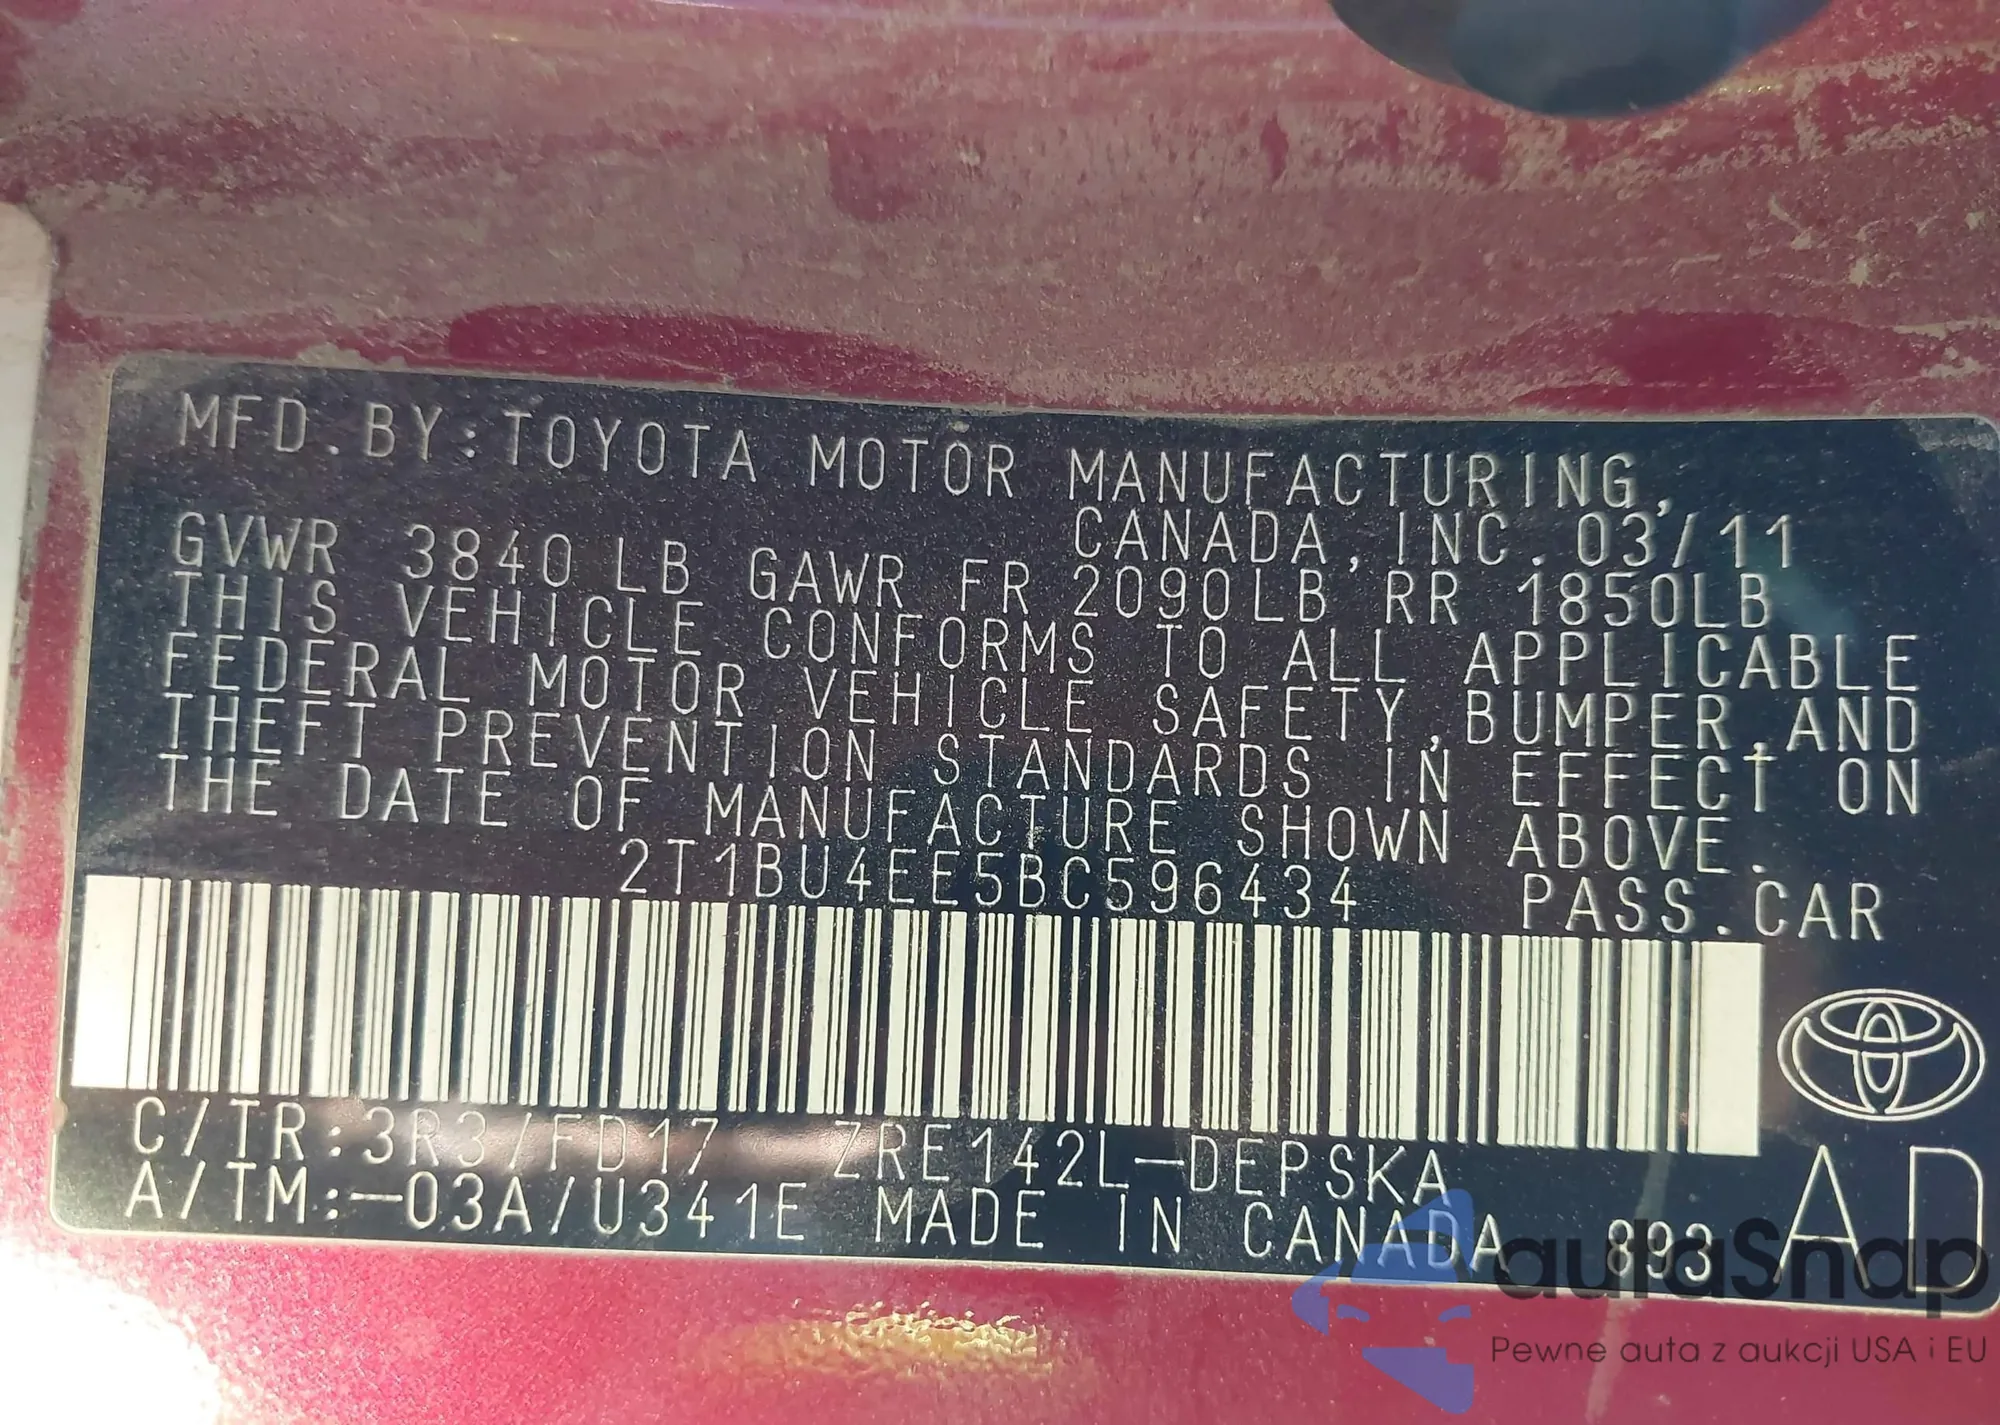 MFD.BY:TOYOTA MOTOR MANUFACTURING,
CANADA,INC.03/11
GVWR 3840LB GAWR FR 2090LB RR 1850LB
THIS VEHICLE CONFORMS TO ALL APPLICABLE
FEDERAL MOTOR VEHICLE SAFETY,BUMPER,AND
THEFT PREVENTION STANDARDS IN EFFECT ON
THE DATE OF MANUFACTURE SHOWN ABOVE.
2T1BU4EE5BC596434 PASS.CAR
C/TR:3R3/FD17 ZRE142L-DEPSKA
A/TM:-03A/U341E MADE IN CANADA 893 AD
autaSnap
Pewne auta z aukcji USA i EU